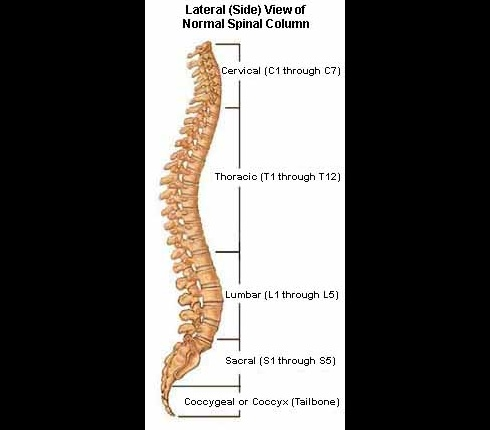 Lateral (Side) View of
Normal Spinal Column
Cervical (C1 through C7)
Thoracic (T1 through T12)
Lumbar (L1 through L5)
Sacral (S1 through S5)
Coccygeal or Coccyx (Tailbone)